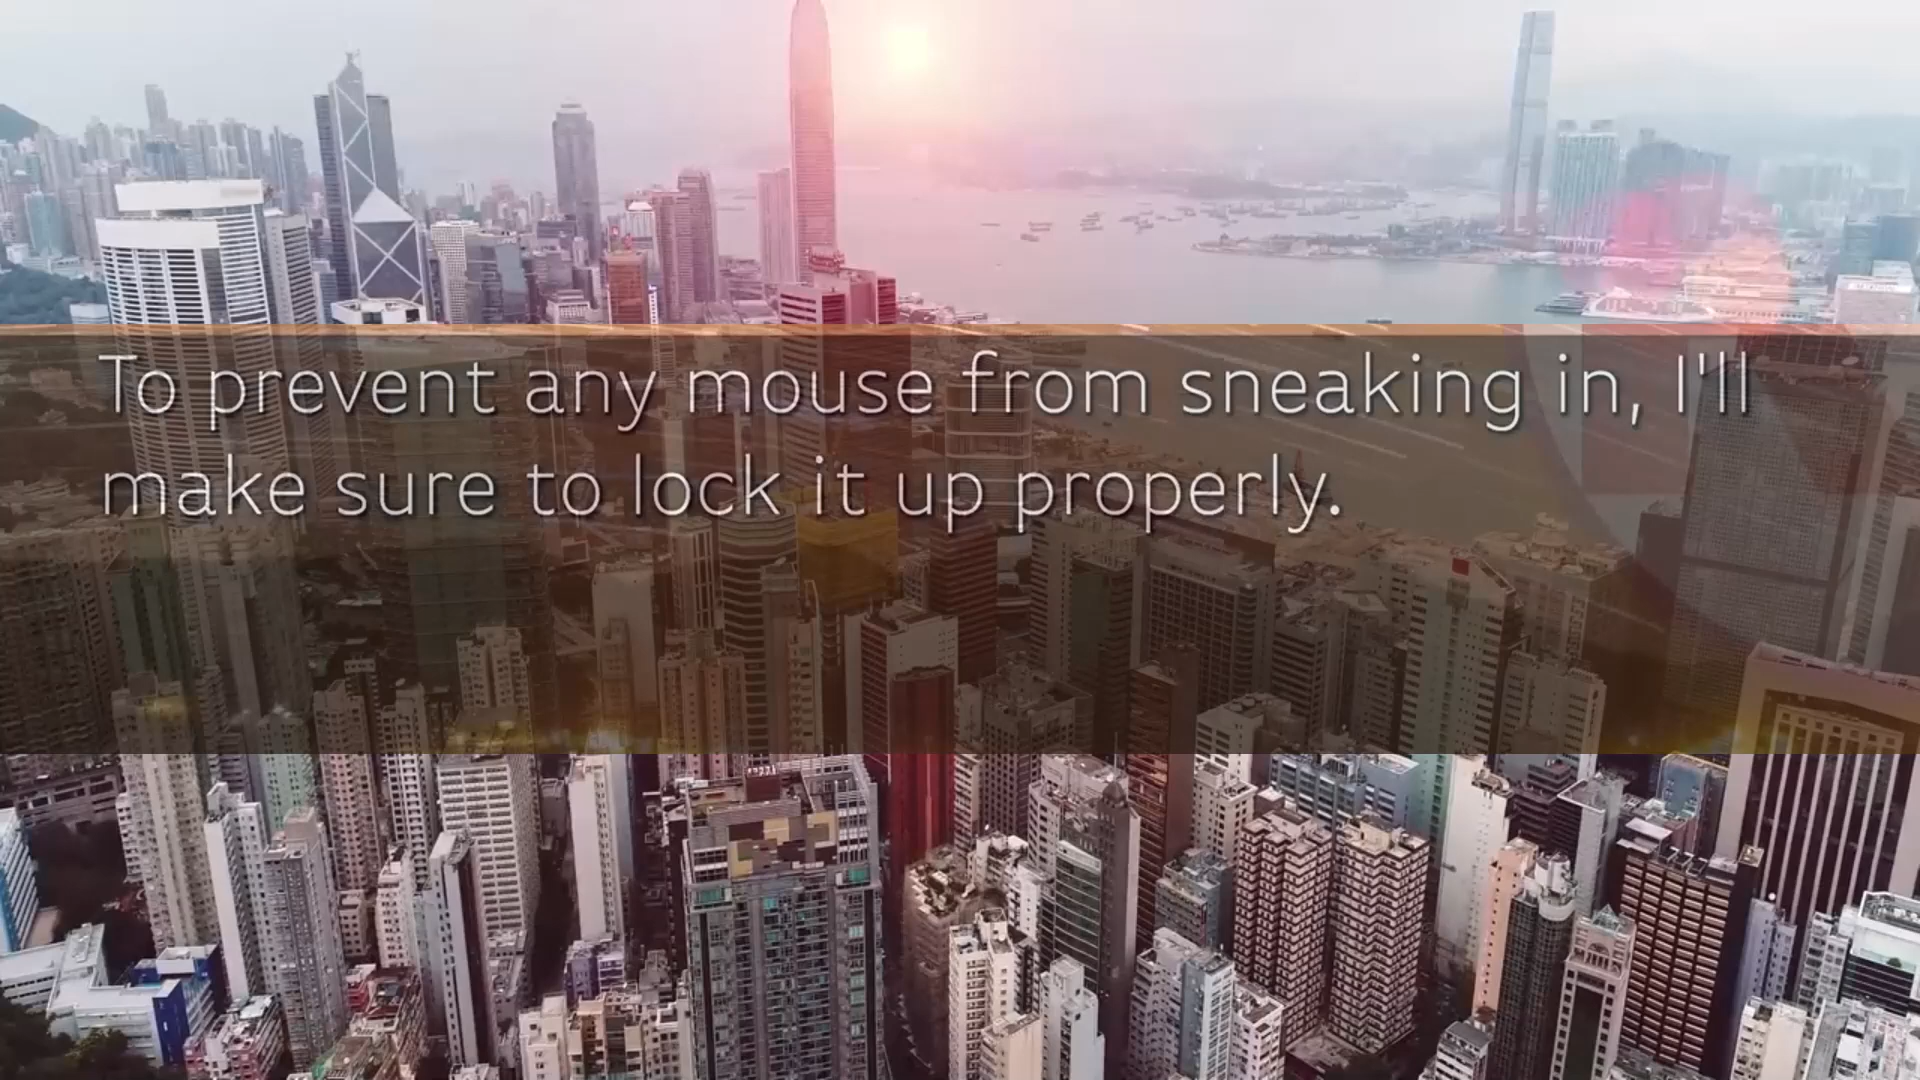 To prevent any mouse from sneaking in, I'll
make sure to lock it up properly.